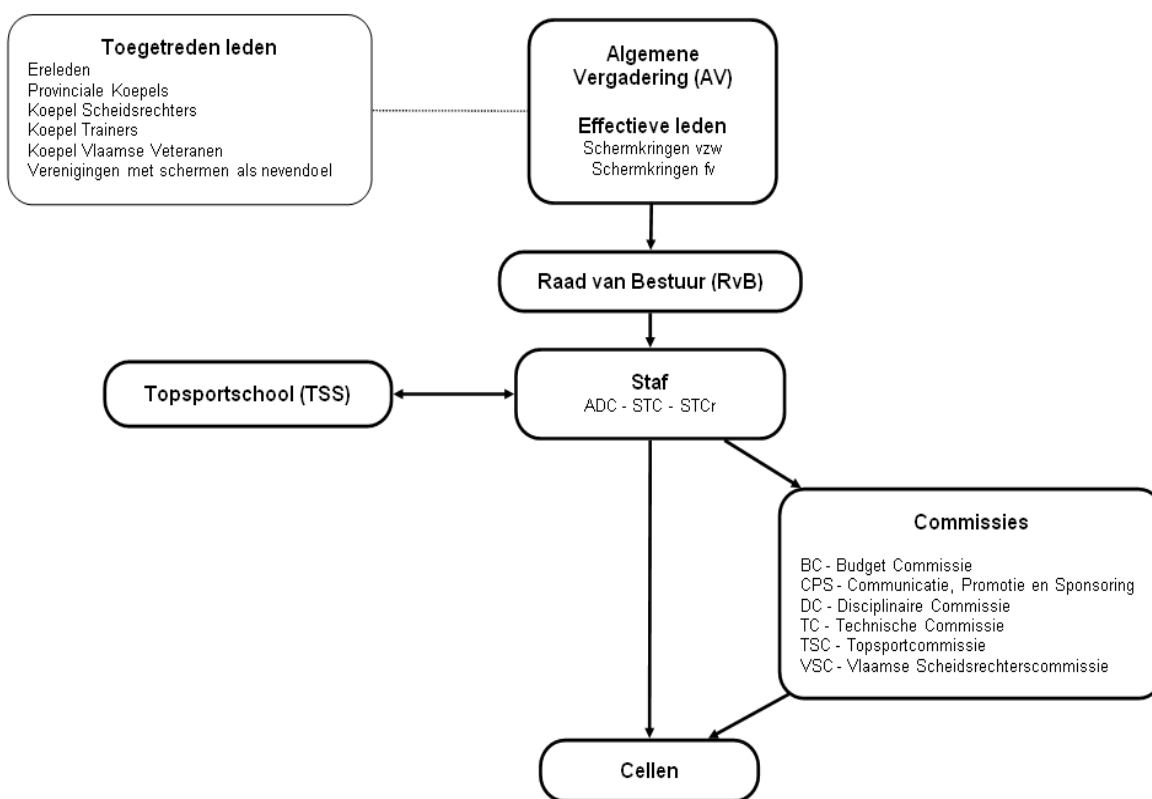 Toegetreden leden
Ereleden
Provinciale Koepels
Koepel Scheidsrechters
Koepel Trainers
Koepel Vlaamse Veteranen
Verenigingen met schermen als nevendoel
Algemene
Vergadering (AV)
Effectieve leden
Schermkringen vzw
Schermkringen fv
Raad van Bestuur (RvB)
Topsportschool (TSS)
Staf
ADC - STC - STCr
Commissies
BC - Budget Commissie
CPS - Communicatie, Promotie en Sponsoring
DC - Disciplinaire Commissie
TC - Technische Commissie
TSC - Topsportcommissie
VSC - Vlaamse Scheidsrechterscommissie
Cellen